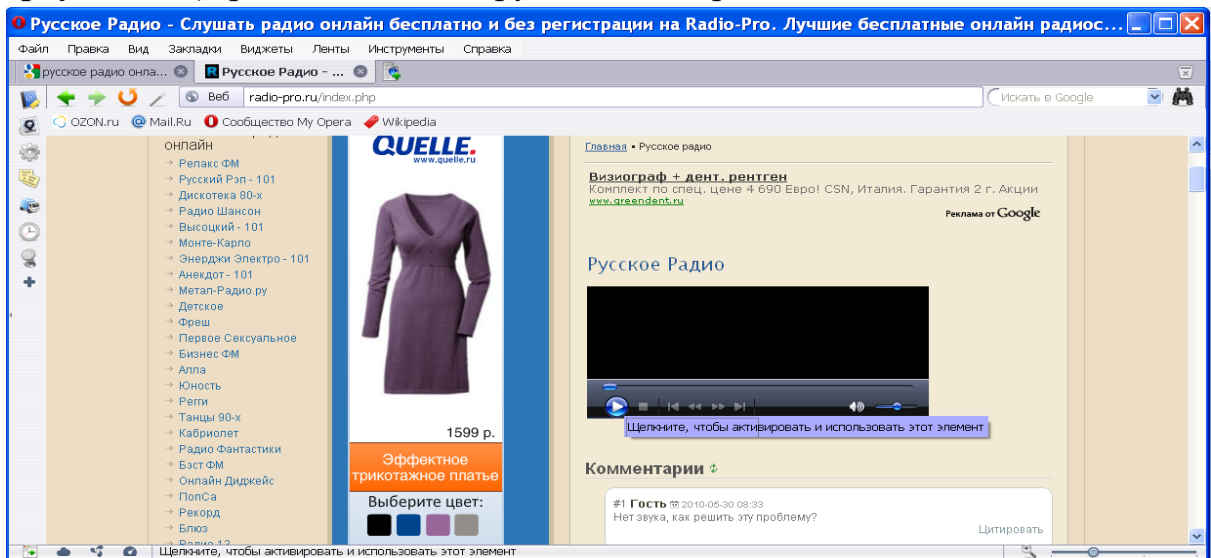 Русское Радио - Слушать радио онлайн бесплатно и без регистрации на Radio-Pro. Лучшие бесплатные онлайн радиос...
Файл Правка Вид Закладки Виджеты Ленты Инструменты Справка
русское радио онла... Русское Радио - ...
Веб radio-pro.ru/index.php Искать в Google
OZON.ru Mail.Ru Сообщество My Opera Wikipedia
онлайн
Релакс ФМ
Русский Рэп - 101
Дискотека 80-х
Радио Шансон
Высоцкий - 101
Монте-Карло
Энерджи Электро - 101
Анекдот - 101
Метал-Радио.ру
Детское
Фреш
Первое Сексуальное
Бизнес ФМ
Алла
Юность
Регги
Танцы 90-х
Кабриолет
Радио Фантастики
Бэст ФМ
Онлайн Диджейс
ПопСа
Рекорд
Блюз
QUELLE.
www.quelle.ru
1599 р.
Эффектное
трикотажное платье
Выберите цвет:
Главная • Русское радио
Визиограф + дент. рентген
Комплект по спец. цене 4 690 Евро! CSN, Италия. Гарантия 2 г. Акции
www.greendent.ru
Реклама от Google
Русское Радио
Щелкните, чтобы активировать и использовать этот элемент
Комментарии
#1 Гость 2010-05-30 09:33
Нет звука, как решить эту проблему?
Цитировать
Щелкните, чтобы активировать и использовать этот элемент